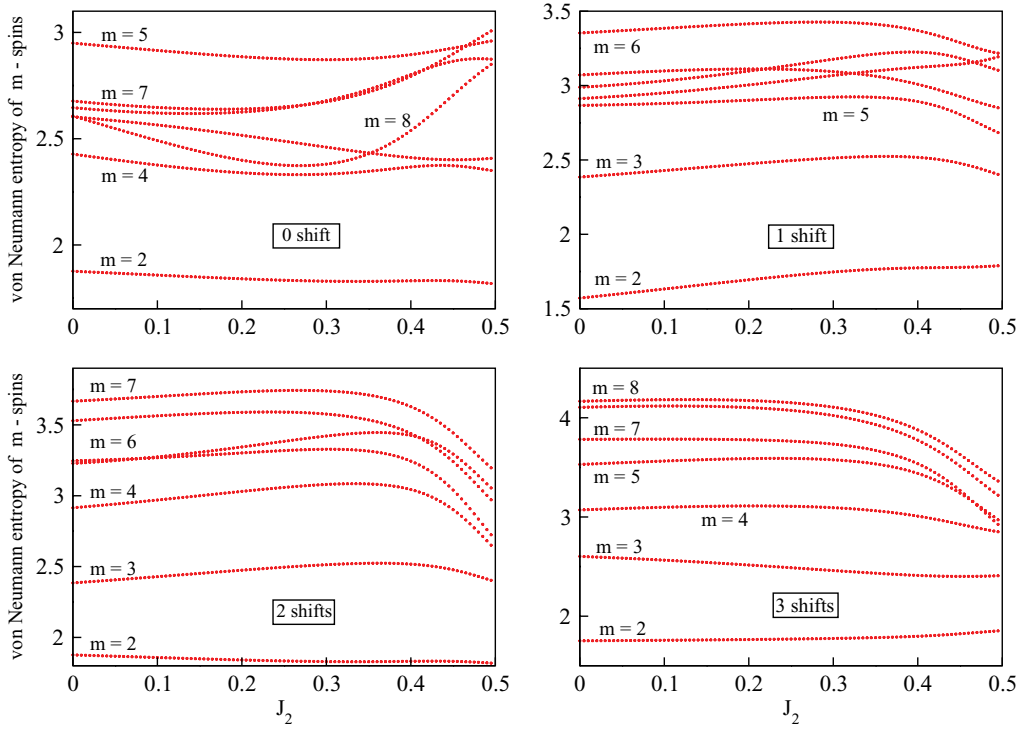 von Neumann entropy of m - spins
3
2.5
2
m = 5
m = 7
m = 8
m = 4
0 shift
m = 2
0
0.1
0.2
0.3
0.4
0.5
3.5
3
2.5
2
1.5
m = 6
m = 5
m = 3
1 shift
m = 2
0
0.1
0.2
0.3
0.4
0.5
von Neumann entropy of m - spins
3.5
3
2.5
2
m = 7
m = 6
m = 4
m = 3
2 shifts
m = 2
0
0.1
0.2
0.3
0.4
0.5
J2
4
3
2
m = 8
m = 7
m = 5
m = 4
m = 3
3 shifts
m = 2
0
0.1
0.2
0.3
0.4
0.5
J2